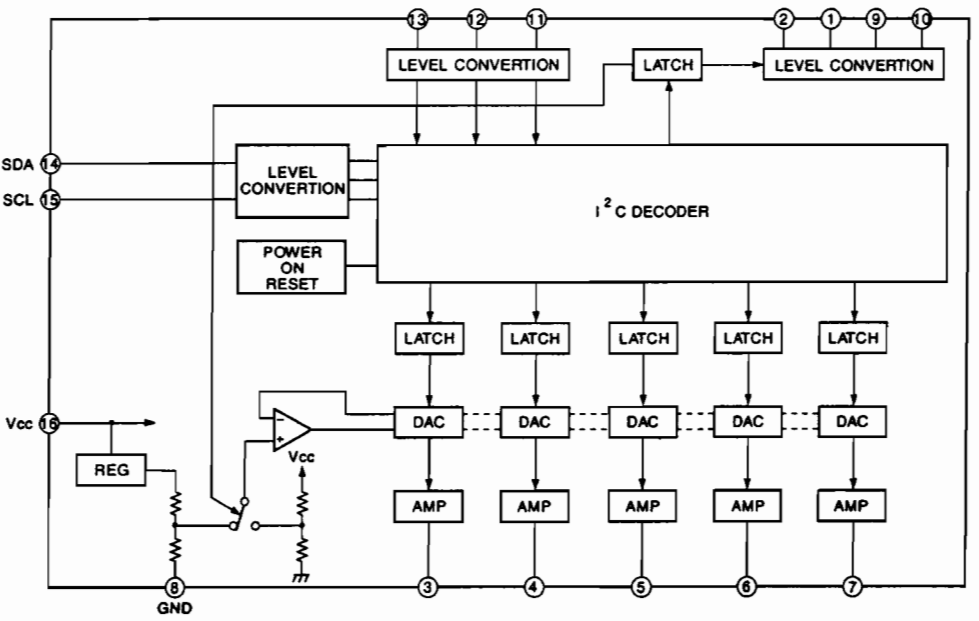 13 12 11 2 1 9 10
LEVEL CONVERTION
LATCH
LEVEL CONVERTION
SDA 14
SCL 15
LEVEL
CONVERTION
I²C DECODER
POWER
ON
RESET
LATCH LATCH LATCH LATCH LATCH
Vcc 16
−
+
DAC DAC DAC DAC DAC
Vcc
REG
AMP AMP AMP AMP AMP
8 3 4 5 6 7
GND